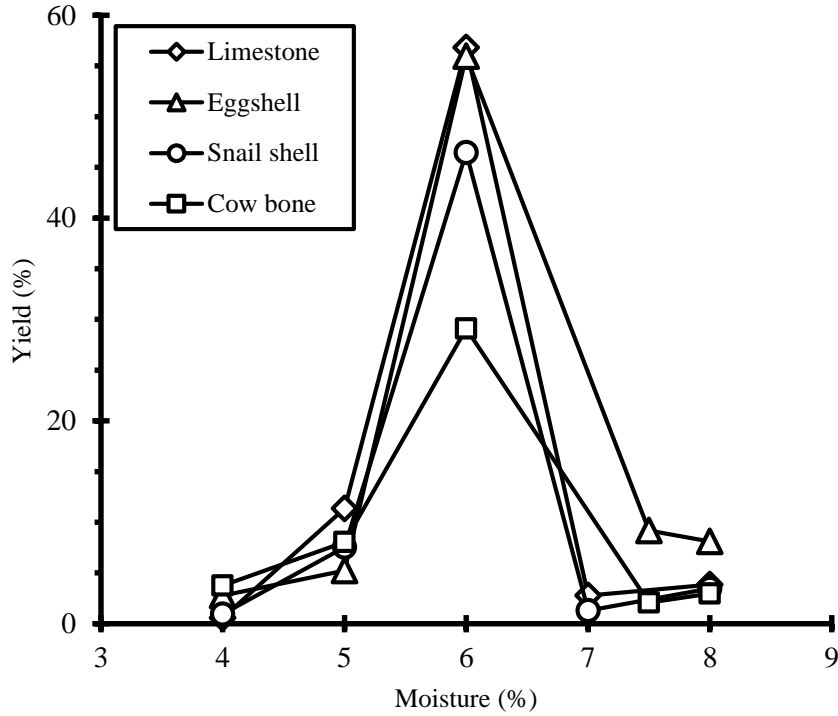 60
Limestone
Eggshell
Snail shell
Cow bone
40
Yield (%)
20
0
3 4 5 6 7 8 9
Moisture (%)